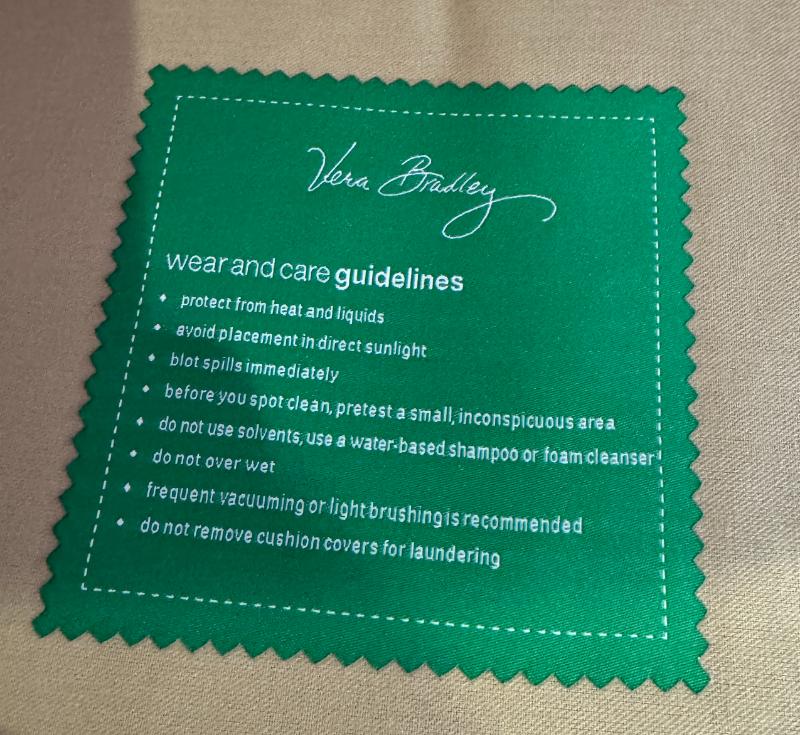 Vera Bradley
wear and care guidelines
• protect from heat and liquids
• avoid placement in direct sunlight
• blot spills immediately
• before you spot clean, pretest a small, inconspicuous area
• do not use solvents, use a water-based shampoo or foam cleanser
• do not over wet
• frequent vacuuming or light brushing is recommended
• do not remove cushion covers for laundering